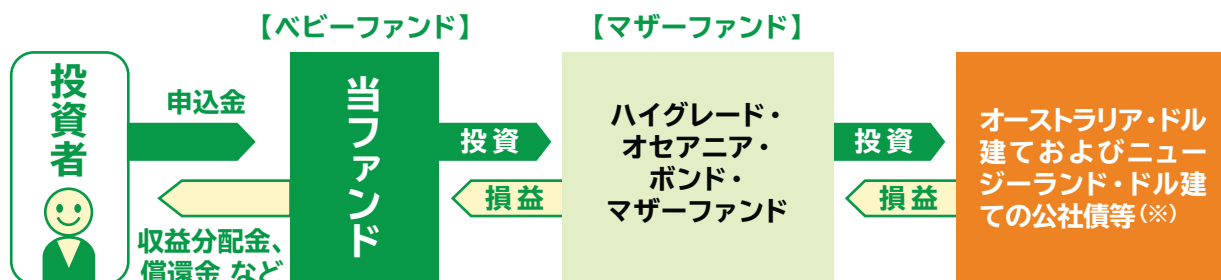 【ベビーファンド】
【マザーファンド】
投資者
申込金
収益分配金、
償還金 など
当ファンド
投資
損益
ハイグレード・
オセアニア・
ボンド・
マザーファンド
投資
損益
オーストラリア・ドル
建ておよびニュー
ジーランド・ドル建
ての公社債等(※)